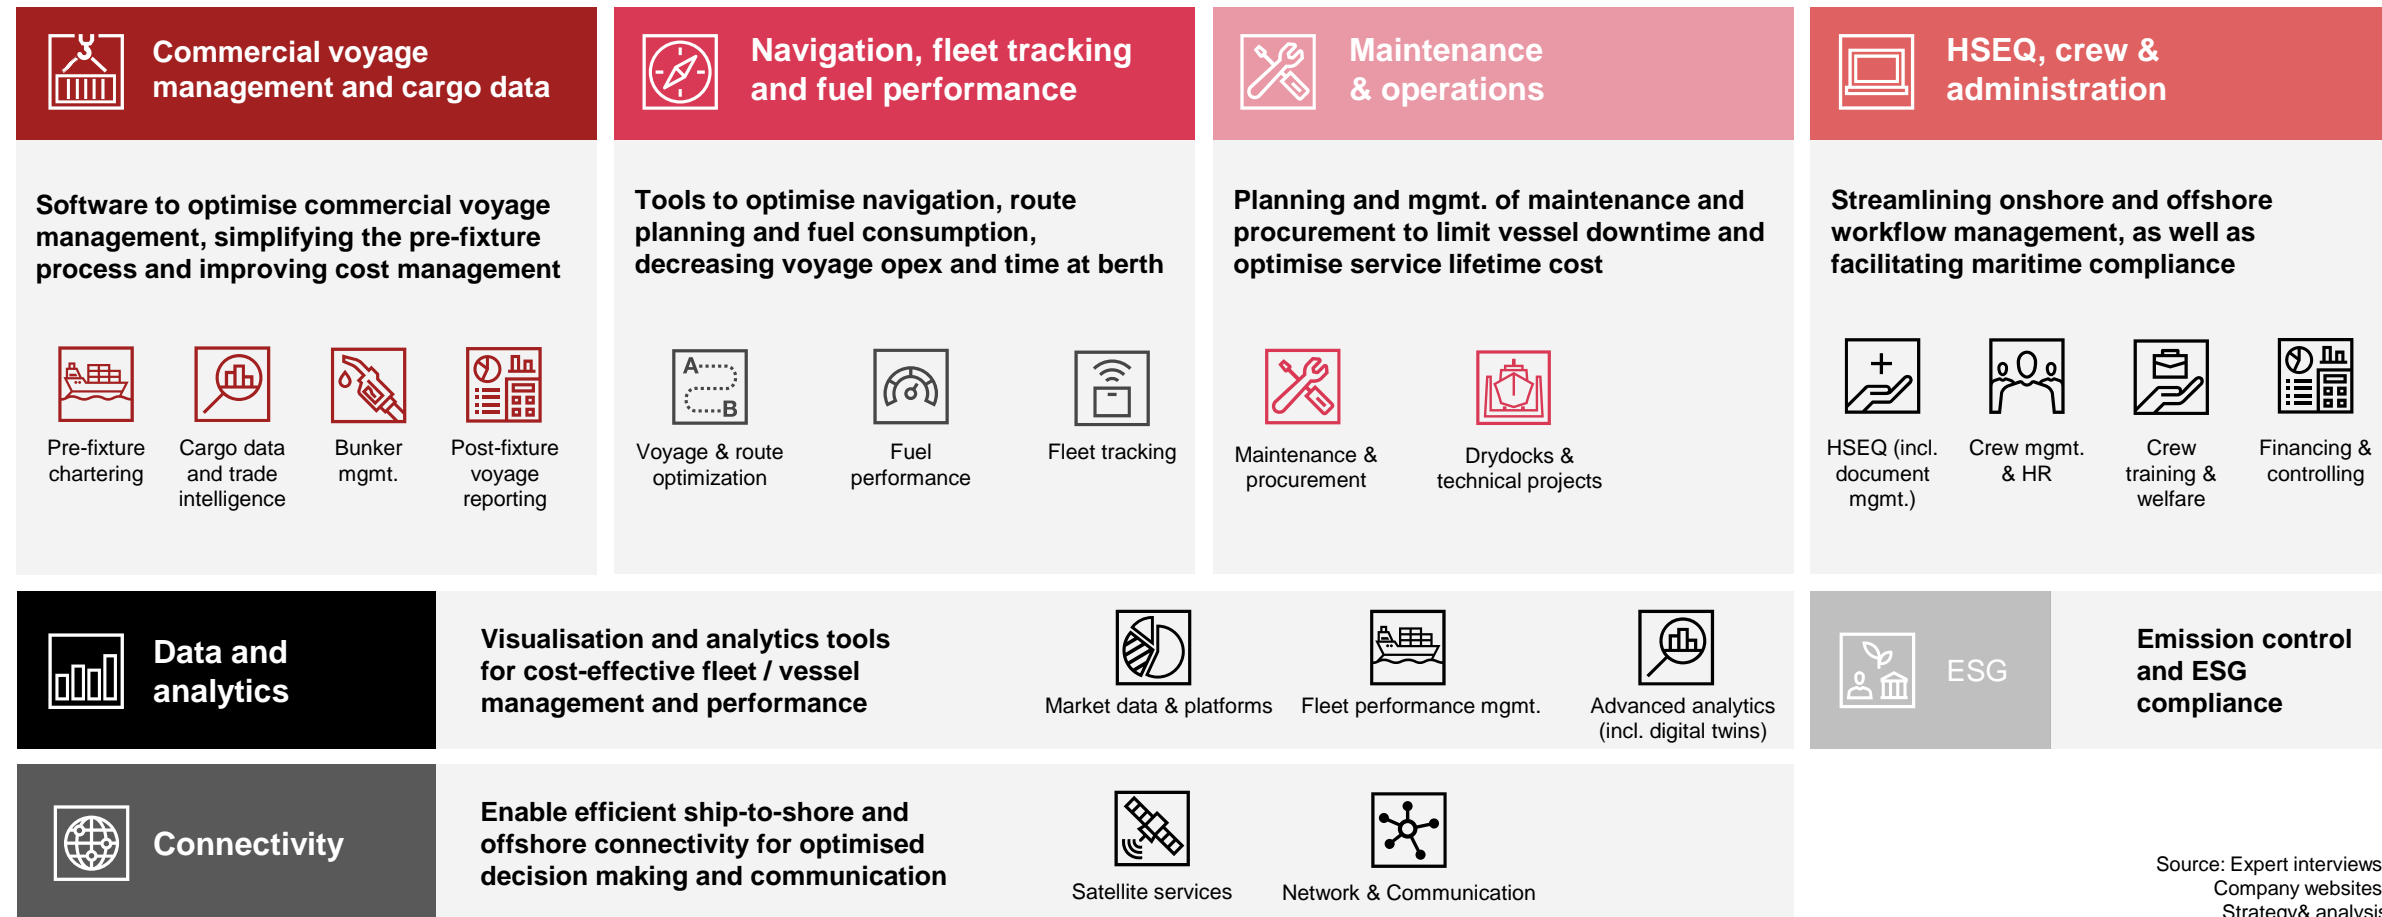 Commercial voyage
management and cargo data
Software to optimise commercial voyage
management, simplifying the pre-fixture
process and improving cost management
Pre-fixture
chartering
Cargo data
and trade
intelligence
Bunker
mgmt.
Post-fixture
voyage
reporting
Navigation, fleet tracking
and fuel performance
Tools to optimise navigation, route
planning and fuel consumption,
decreasing voyage opex and time at berth
A
B
Voyage & route
optimization
Fuel
performance
Fleet tracking
Maintenance
& operations
Planning and mgmt. of maintenance and
procurement to limit vessel downtime and
optimise service lifetime cost
Maintenance &
procurement
Drydocks &
technical projects
HSEQ, crew &
administration
Streamlining onshore and offshore
workflow management, as well as
facilitating maritime compliance
HSEQ (incl.
document
mgmt.)
Crew mgmt.
& HR
Crew
training &
welfare
Financing &
controlling
Data and
analytics
Visualisation and analytics tools
for cost-effective fleet / vessel
management and performance
Market data & platforms
Fleet performance mgmt.
Advanced analytics
(incl. digital twins)
ESG
Emission control
and ESG
compliance
Connectivity
Enable efficient ship-to-shore and
offshore connectivity for optimised
decision making and communication
Satellite services
Network & Communication
Source: Expert interviews
Company websites
Strategy& analysis